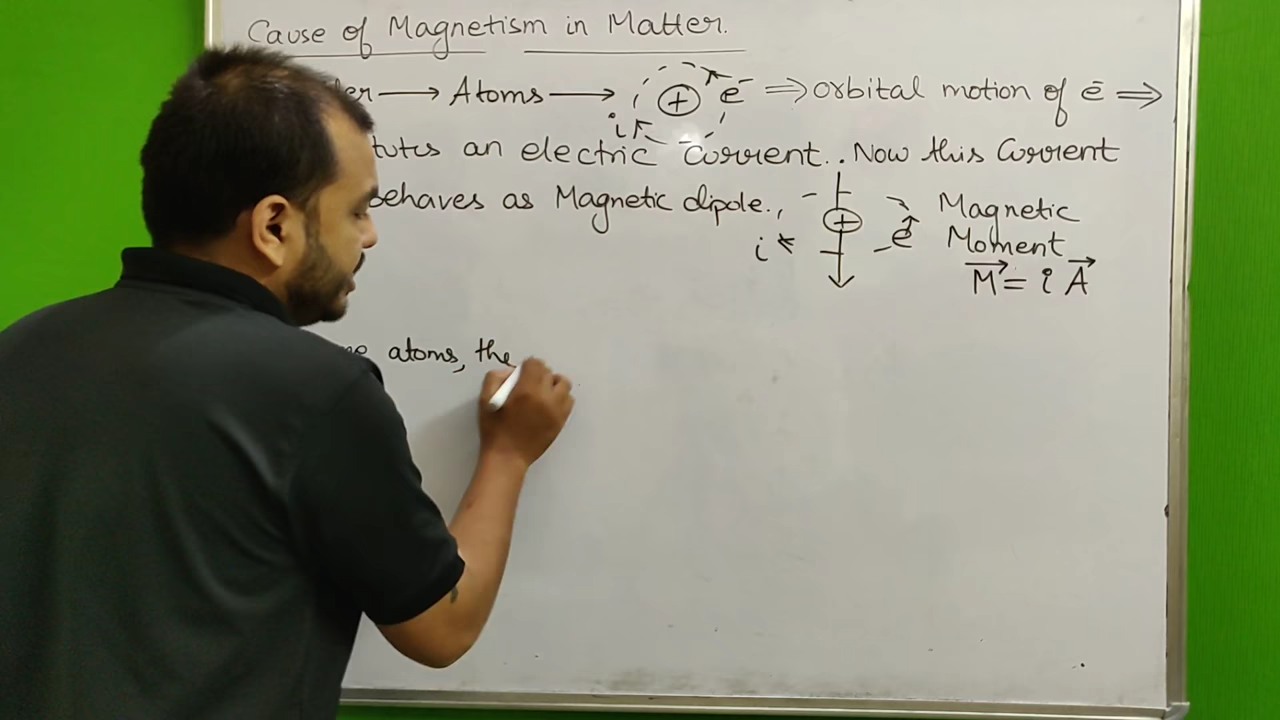 Cause of Magnetism in Matter.
Atoms ⟶ i + e⁻ ⇒ orbital motion of ē ⇒
an electric current.. Now this Current
behaves as Magnetic dipole., + Magnetic
i ē Moment
M⃗ = i A⃗
atoms, the